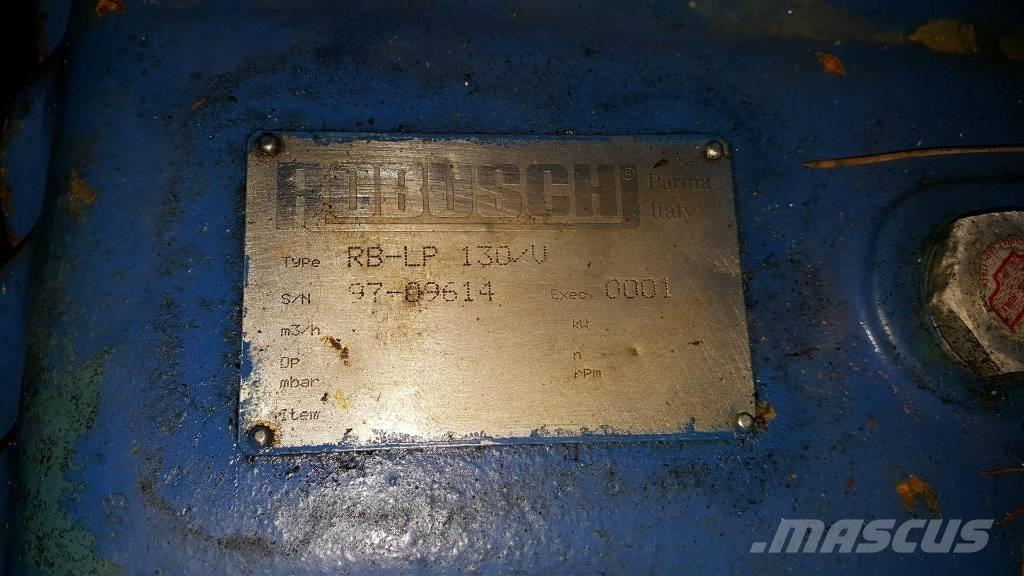 ROBUSCHI® Parma
Italy
Type RB-LP 130/V
S/N 97-09614 Exec. 0001
m3/h kW
DP n
mbar rPm
Item
.MASCUS